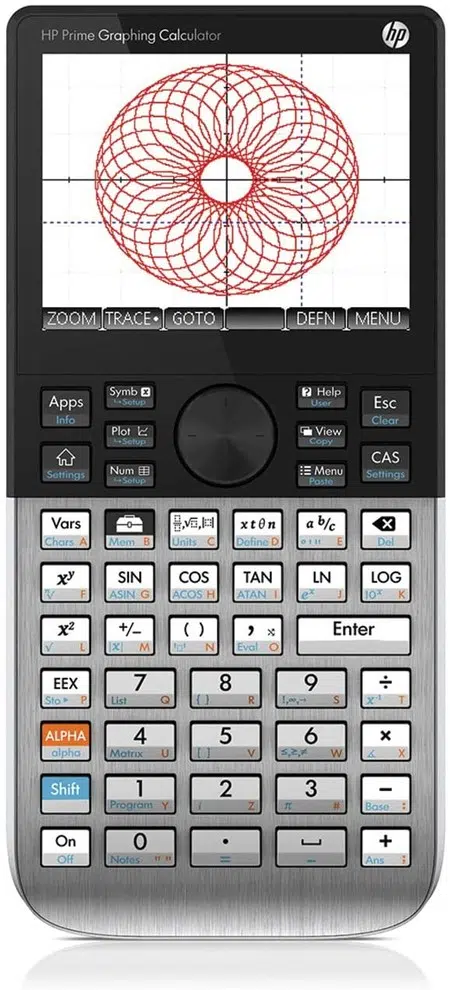 HP Prime Graphing Calculator hp
ZOOM TRACE• GOTO DEFN MENU
Apps Info
Symb Setup
Help User
Esc Clear
Plot Setup
View Copy
Settings
Num Setup
Menu Paste
CAS Settings
Vars Chars A
Mem B
Units C
x t θ n Define D
a b/c E
Del
xʸ F
SIN ASIN G
COS ACOS H
TAN ATAN I
LN eˣ J
LOG 10ˣ K
x² √ L
+/− |x| M
( ) N
, Eval O
Enter
EEX Sto ▸ P
7 List Q
8 { } R
9 !,∞,→ S
÷ x⁻¹ T
ALPHA alpha
4 Matrix U
5 [ ] V
6 ≤,≥,≠ W
× ∡ X
Shift
1 Program Y
2 Z
3 π #
− Base :
On Off
0 Notes " "
. =
_
+ Ans ;